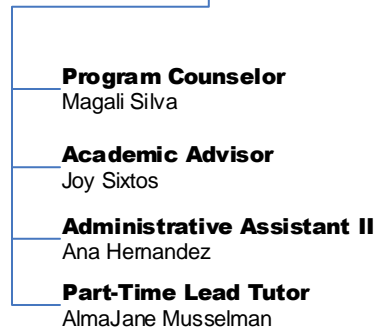 Program Counselor
Magali Silva
Academic Advisor
Joy Sixtos
Administrative Assistant II
Ana Hernandez
Part-Time Lead Tutor
AlmaJane Musselman